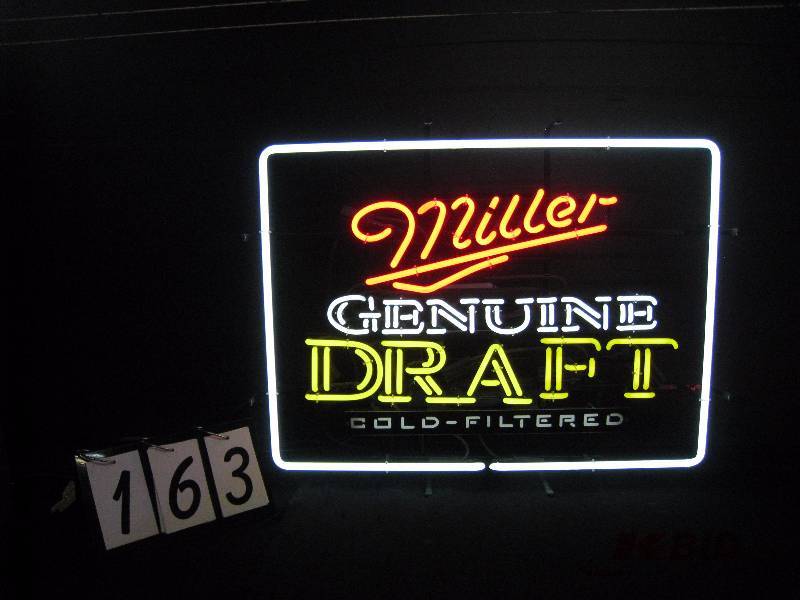 Miller
GENUINE
DRAFT
COLD-FILTERED
163